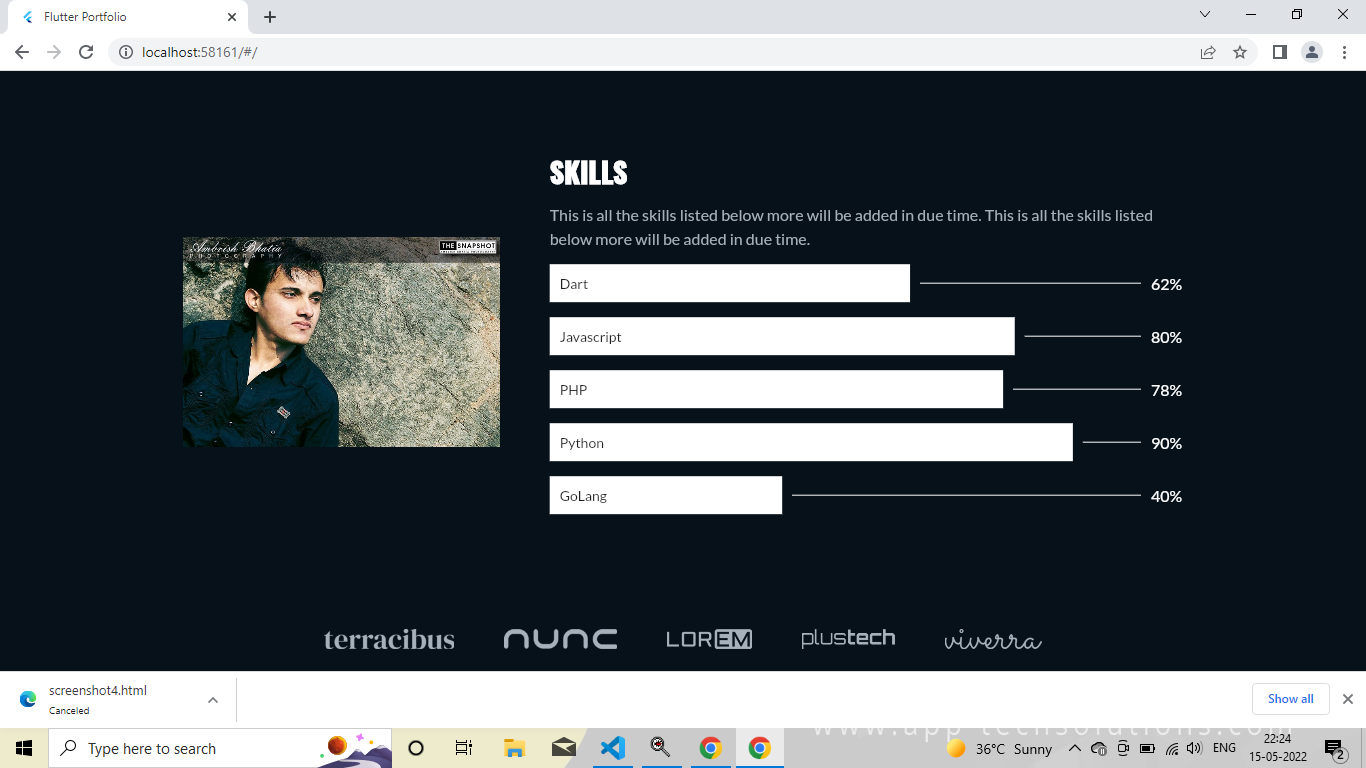 Flutter Portfolio
localhost:58161/#/
SKILLS
This is all the skills listed below more will be added in due time. This is all the skills listed
below more will be added in due time.
Ambrish Bhatia
PHOTOGRAPHY
THE SNAPSHOT
Dart
62%
Javascript
80%
PHP
78%
Python
90%
GoLang
40%
terracibus
nunc
LOREM
plustech
viverra
screenshot4.html
Canceled
Show all
Type here to search
www.app-techsolutions.com
36°C Sunny
ENG
22:24
15-05-2022
2